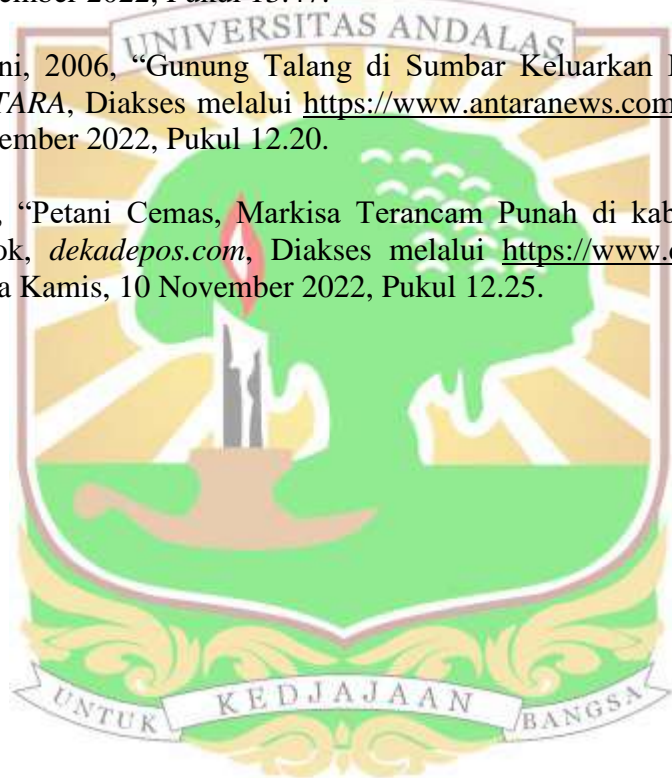 ember 2022, Pukul
UNIVERSITAS ANDALAS
ni, 2006, “Gunung Talang di Sumbar Keluarkan
TARA, Diakses melalui https://www.antaranews.com
ember 2022, Pukul 12.20.
, “Petani Cemas, Markisa Terancam Punah di kab
ok, dekadepos.com, Diakses melalui https://www.
a Kamis, 10 November 2022, Pukul 12.25.
UNTUK KEDJAJAAN BANGSA